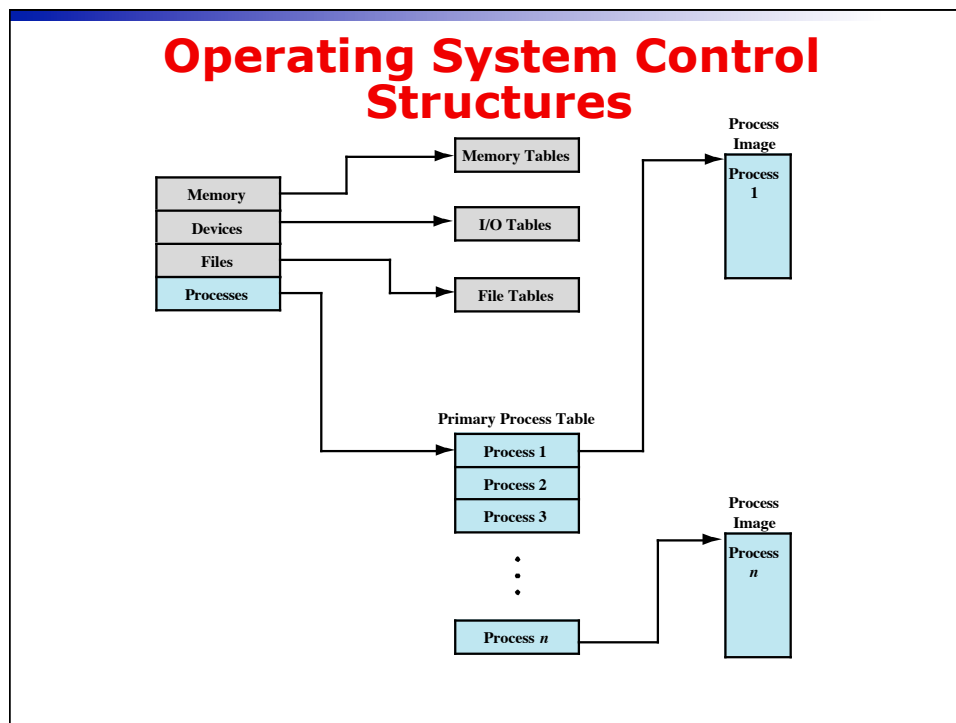 Operating System Control
Structures
Process
Image
Memory Tables
Process
1
Memory
Devices
I/O Tables
Files
Processes
File Tables
Primary Process Table
Process 1
Process 2
Process 3
Process
Image
Process
n
Process n